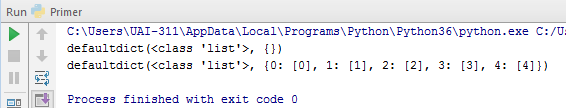 Run Primer
C:\Users\UAI-311\AppData\Local\Programs\Python\Python36\python.exe C:/U
defaultdict(<class 'list'>, {})
defaultdict(<class 'list'>, {0: [0], 1: [1], 2: [2], 3: [3], 4: [4]})
Process finished with exit code 0